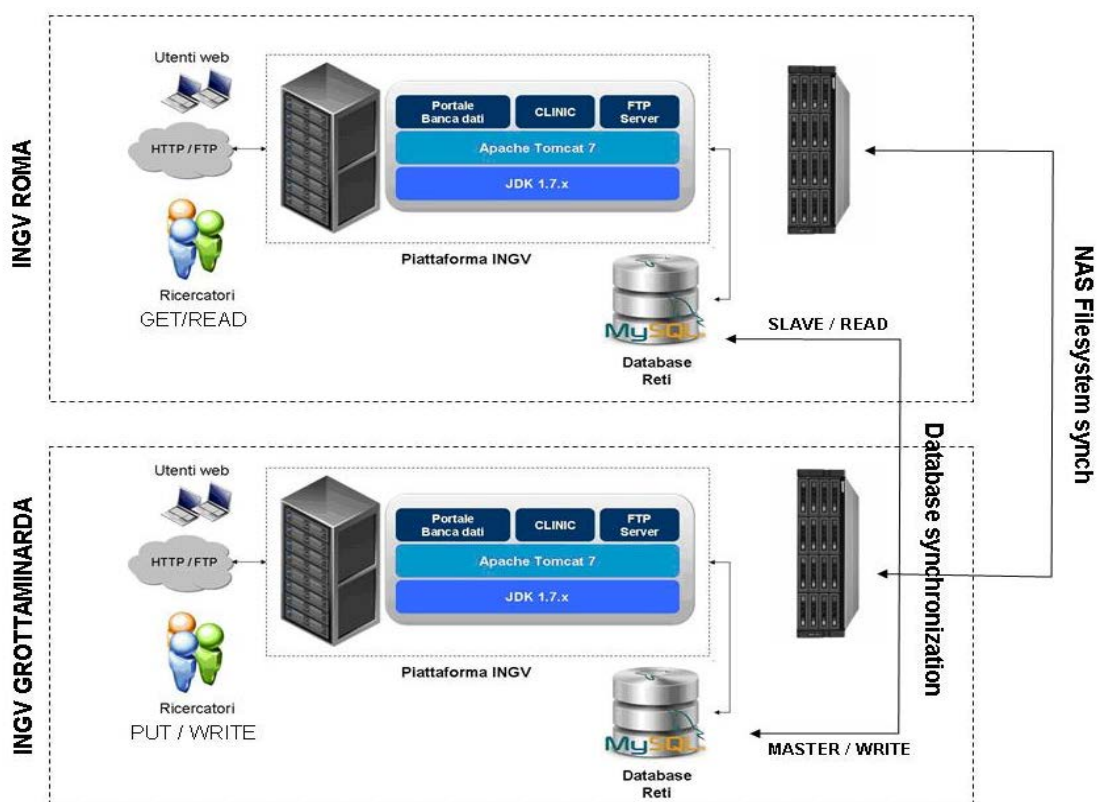 INGV ROMA
Utenti web
HTTP / FTP
Ricercatori
GET/READ
Portale
Banca dati
CLINIC
FTP
Server
Apache Tomcat 7
JDK 1.7.x
Piattaforma INGV
MySQL
Database
Reti
SLAVE / READ
NAS Filesystem synch
Database synchronization
INGV GROTTAMINARDA
Utenti web
HTTP / FTP
Ricercatori
PUT / WRITE
Portale
Banca dati
CLINIC
FTP
Server
Apache Tomcat 7
JDK 1.7.x
Piattaforma INGV
MySQL
Database
Reti
MASTER / WRITE